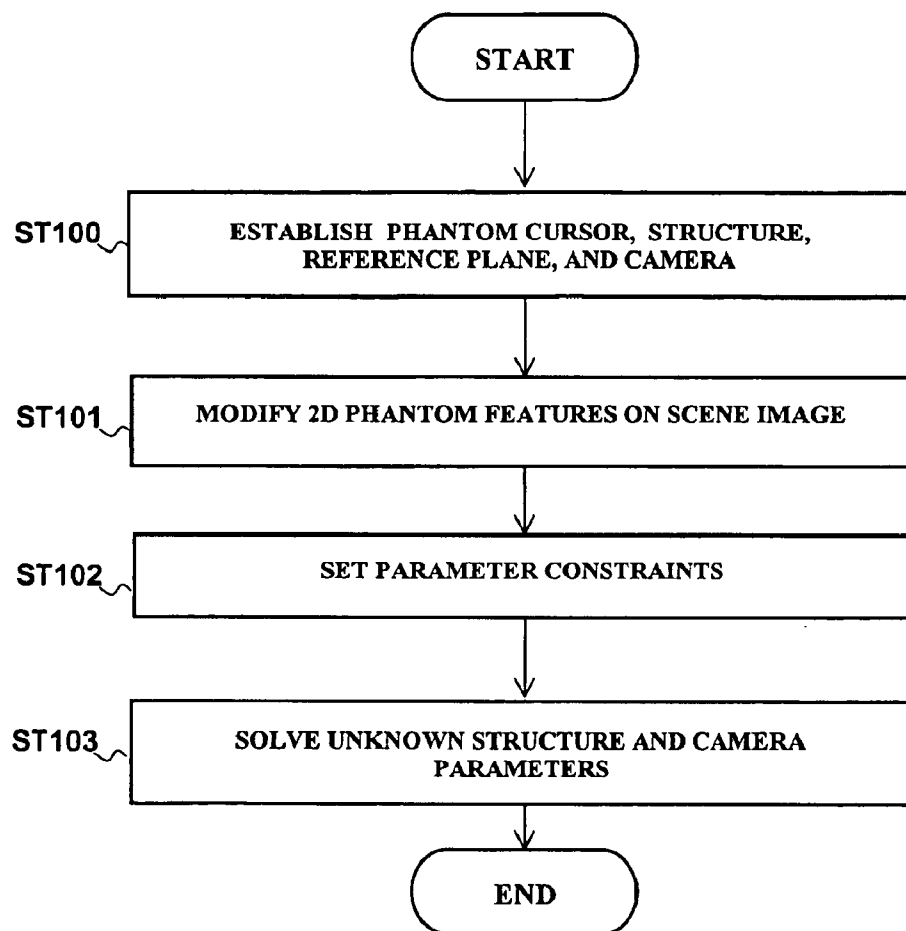 START
ST100
ESTABLISH PHANTOM CURSOR, STRUCTURE,
REFERENCE PLANE, AND CAMERA
ST101
MODIFY 2D PHANTOM FEATURES ON SCENE IMAGE
ST102
SET PARAMETER CONSTRAINTS
ST103
SOLVE UNKNOWN STRUCTURE AND CAMERA
PARAMETERS
END